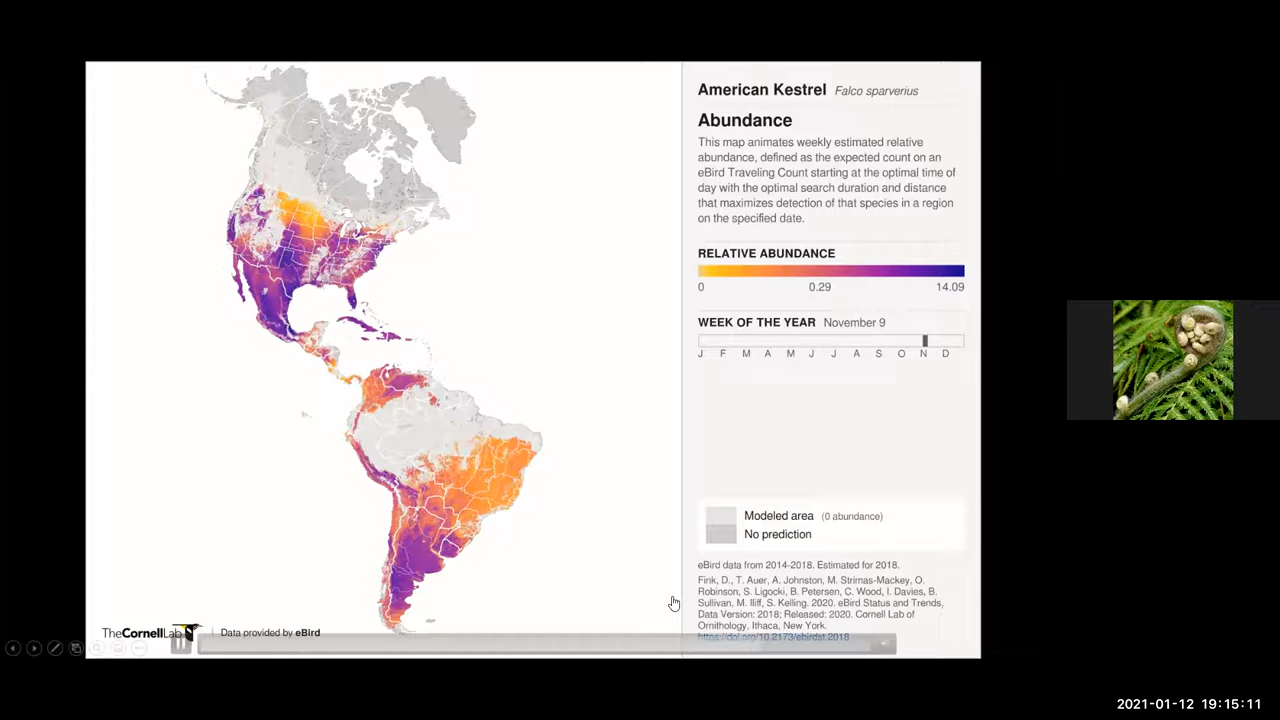 American Kestrel Falco sparverius
Abundance
This map animates weekly estimated relative
abundance, defined as the expected count on an
eBird Traveling Count starting at the optimal time of
day with the optimal search duration and distance
that maximizes detection of that species in a region
on the specified date.
RELATIVE ABUNDANCE
0 0.29 14.09
WEEK OF THE YEAR November 9
J F M A M J J A S O N D
Modeled area (0 abundance)
No prediction
eBird data from 2014-2018. Estimated for 2018.
Fink, D., T. Auer, A. Johnston, M. Strimas-Mackey, O.
Robinson, S. Ligocki, B. Petersen, C. Wood, I. Davies, B.
Sullivan, M. Iliff, S. Kelling. 2020. eBird Status and Trends,
Data Version: 2018; Released: 2020. Cornell Lab of
Ornithology, Ithaca, New York.
https://doi.org/10.2173/ebirdst.2018
TheCornellLab Data provided by eBird
2021-01-12 19:15:11